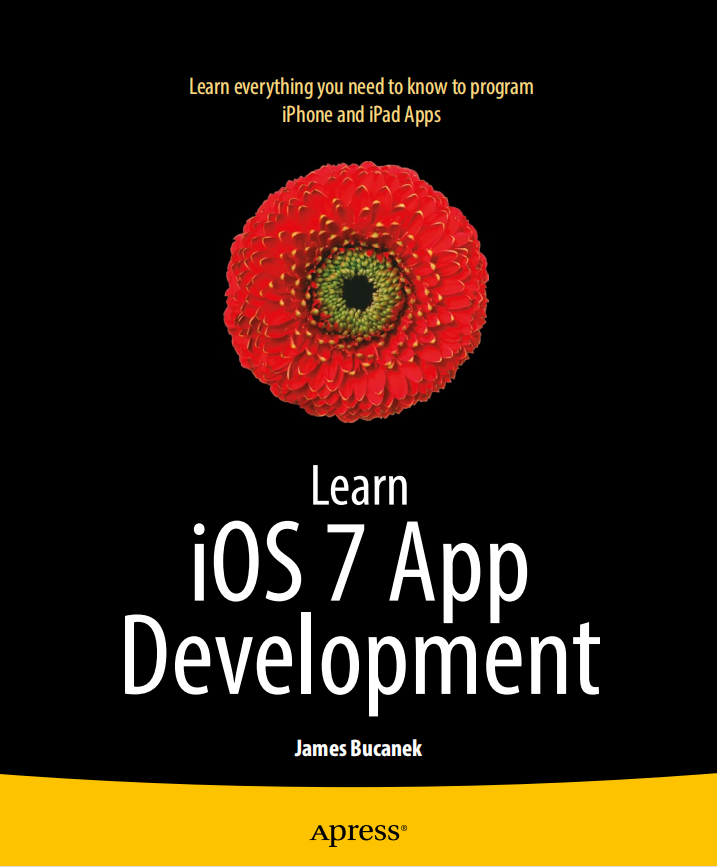 Learn everything you need to know to program
iPhone and iPad Apps
Learn
iOS 7 App
Development
James Bucanek
Apress®